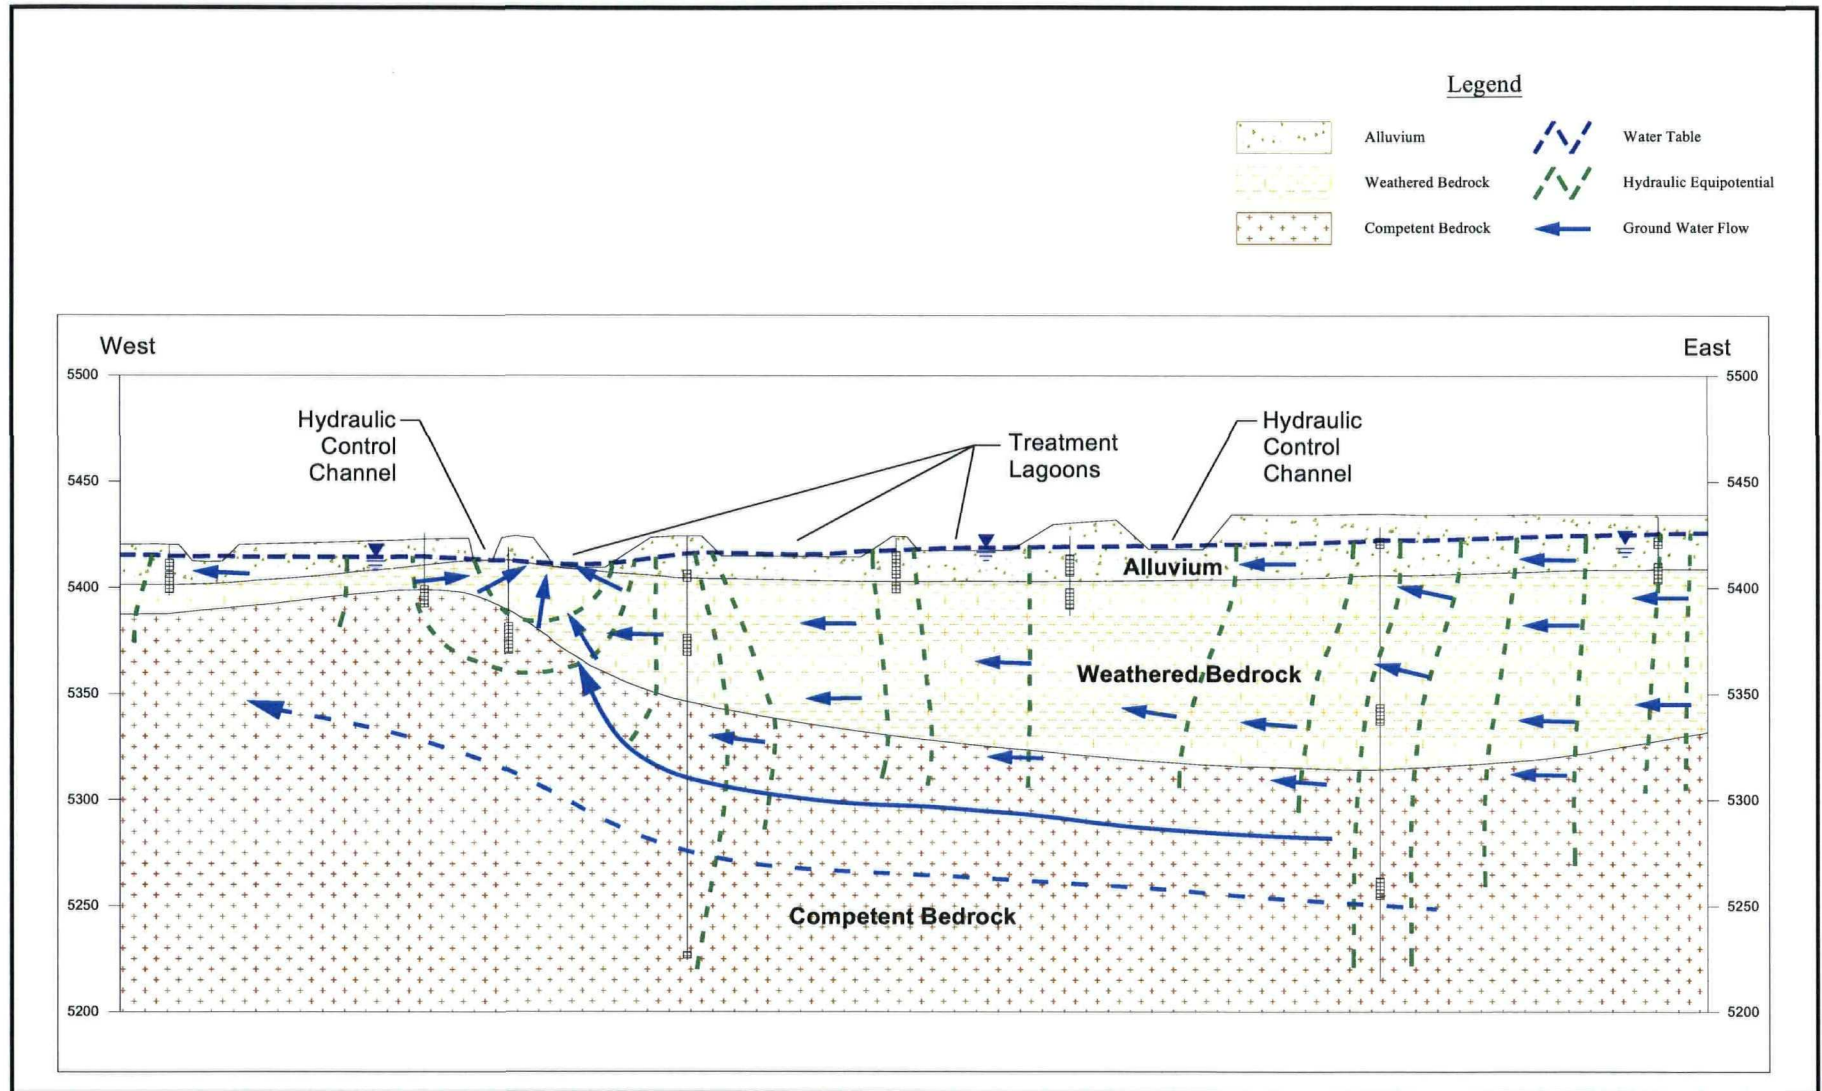 Legend
Alluvium
Water Table
Weathered Bedrock
Hydraulic Equipotential
Competent Bedrock
Ground Water Flow
West
East
5500
5500
Hydraulic
Control
Channel
Treatment
Lagoons
Hydraulic
Control
Channel
5450
5450
5400
5400
Alluvium
5350
5350
Weathered Bedrock
5300
5300
5250
5250
Competent Bedrock
5200
5200